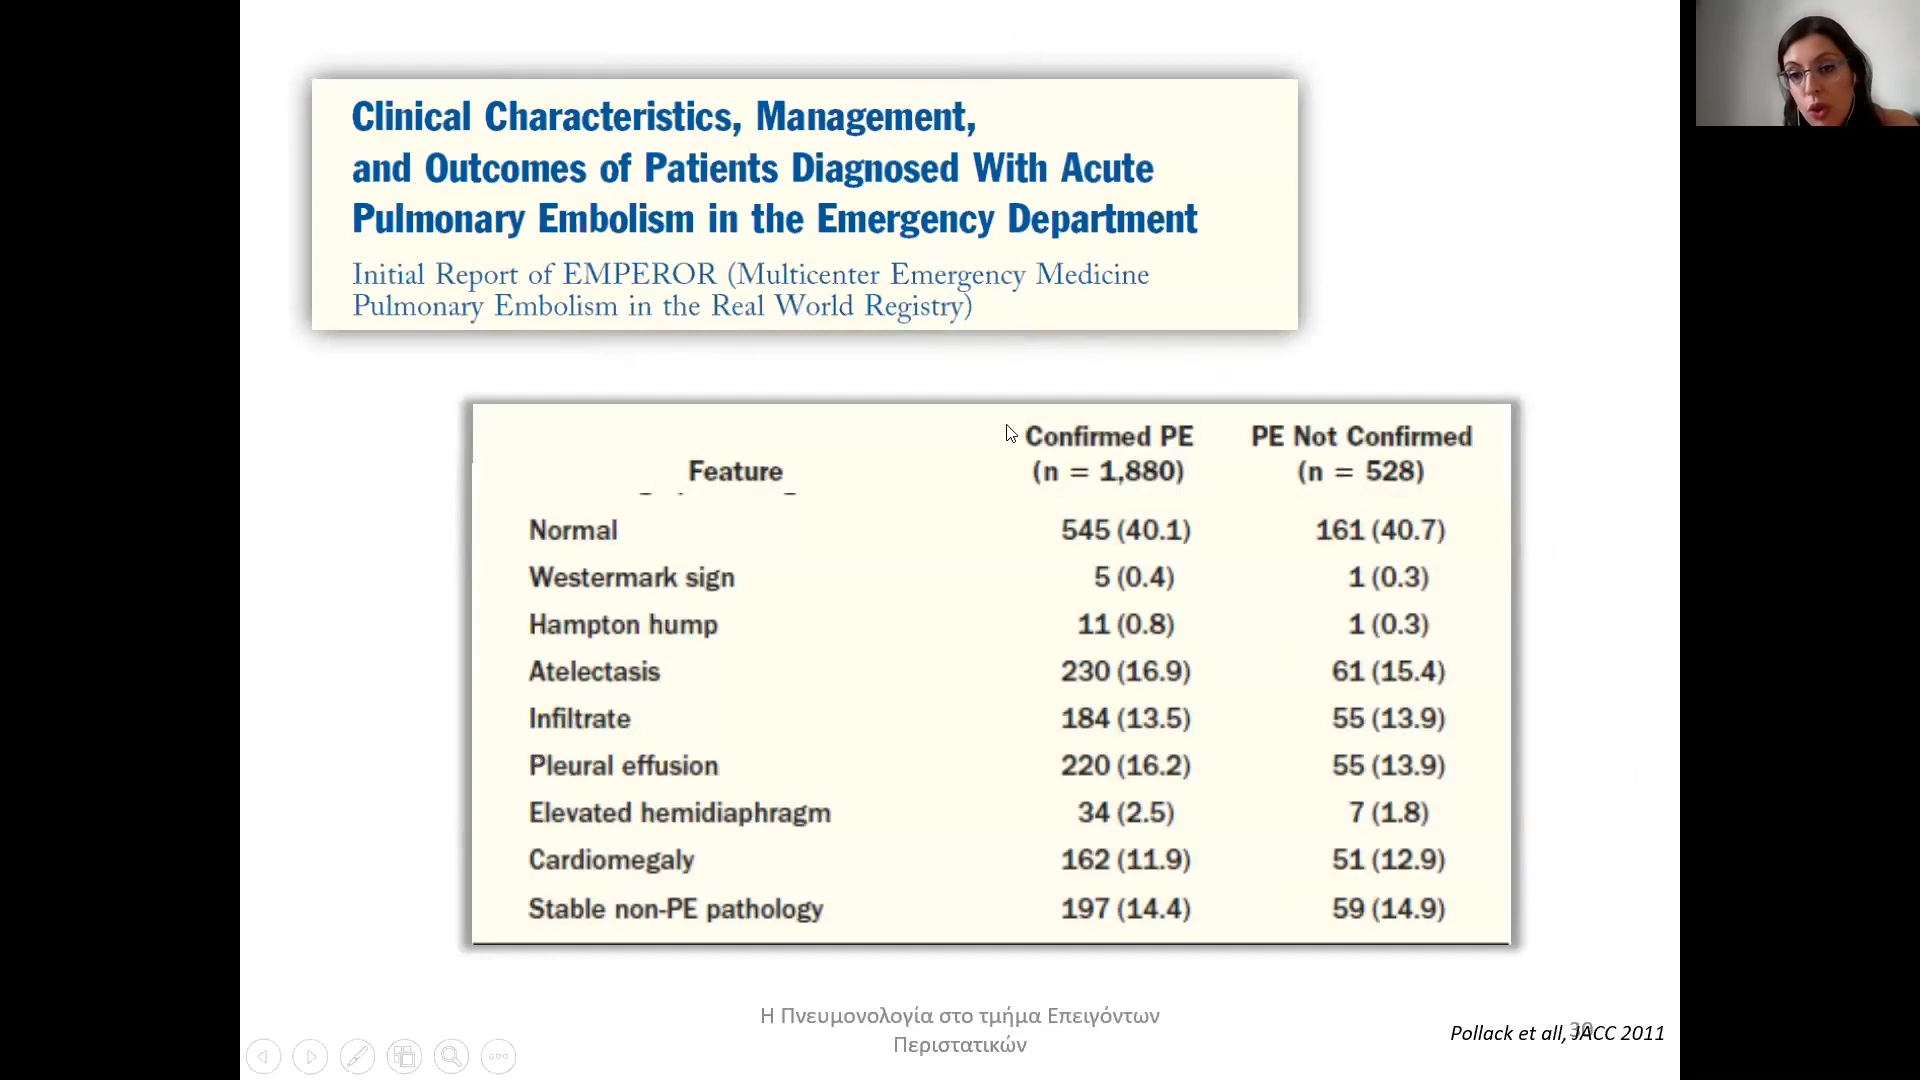 Clinical Characteristics, Management,
and Outcomes of Patients Diagnosed With Acute
Pulmonary Embolism in the Emergency Department
Initial Report of EMPEROR (Multicenter Emergency Medicine
Pulmonary Embolism in the Real World Registry)
Confirmed PE PE Not Confirmed
Feature (n = 1,880) (n = 528)
Normal 545 (40.1) 161 (40.7)
Westermark sign 5 (0.4) 1 (0.3)
Hampton hump 11 (0.8) 1 (0.3)
Atelectasis 230 (16.9) 61 (15.4)
Infiltrate 184 (13.5) 55 (13.9)
Pleural effusion 220 (16.2) 55 (13.9)
Elevated hemidiaphragm 34 (2.5) 7 (1.8)
Cardiomegaly 162 (11.9) 51 (12.9)
Stable non-PE pathology 197 (14.4) 59 (14.9)
Η Πνευμονολογία στο τμήμα Επειγόντων
Περιστατικών
Pollack et all, JACC 2011